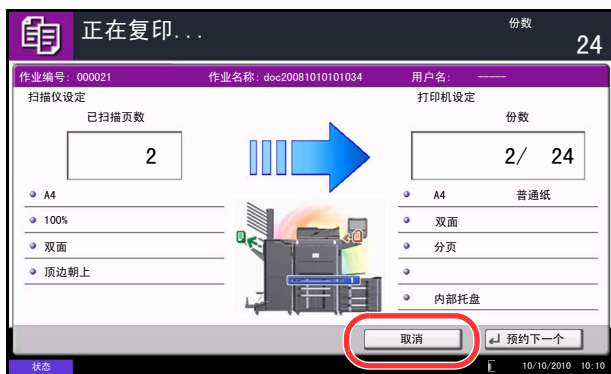 正在复印...
份数
24
作业编号: 000021 作业名称: doc20081010101034 用户名: -----
扫描仪设定 打印机设定
已扫描页数 份数
2 2/ 24
A4 A4 普通纸
100% 双面
双面 分页
顶边朝上
内部托盘
取消 预约下一个
状态 10/10/2010 10:10